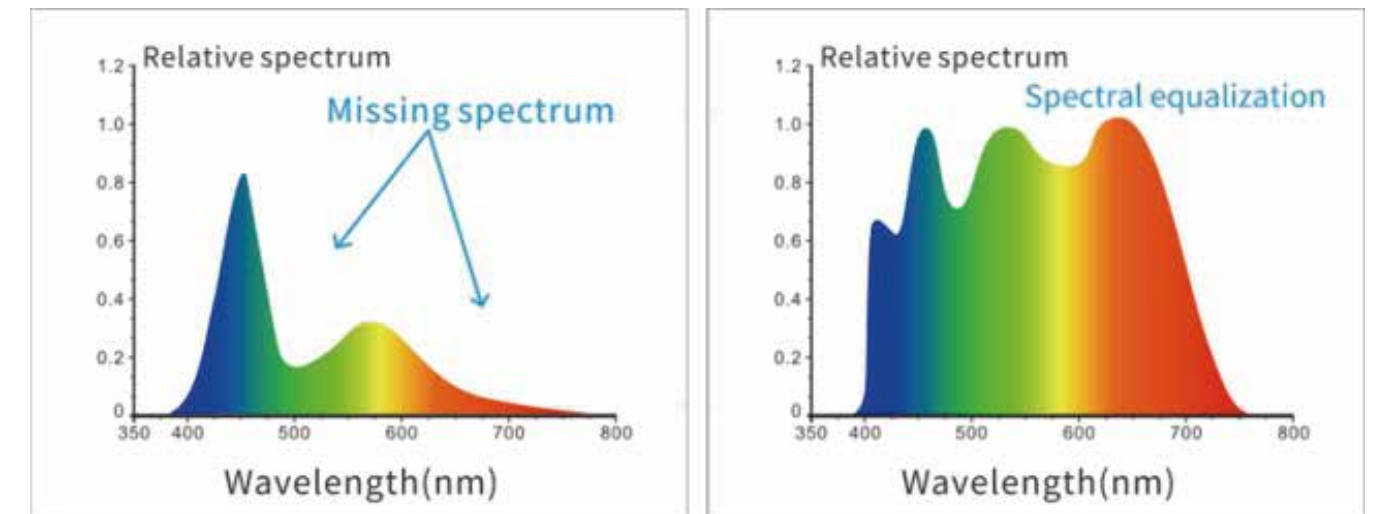 Relative spectrum
Missing spectrum
1.2
1.0
0.8
0.6
0.4
0.2
0
350 400 500 600 700 800
Wavelength(nm)
Relative spectrum
Spectral equalization
1.2
1.0
0.8
0.6
0.4
0.2
0
350 400 500 600 700 800
Wavelength(nm)